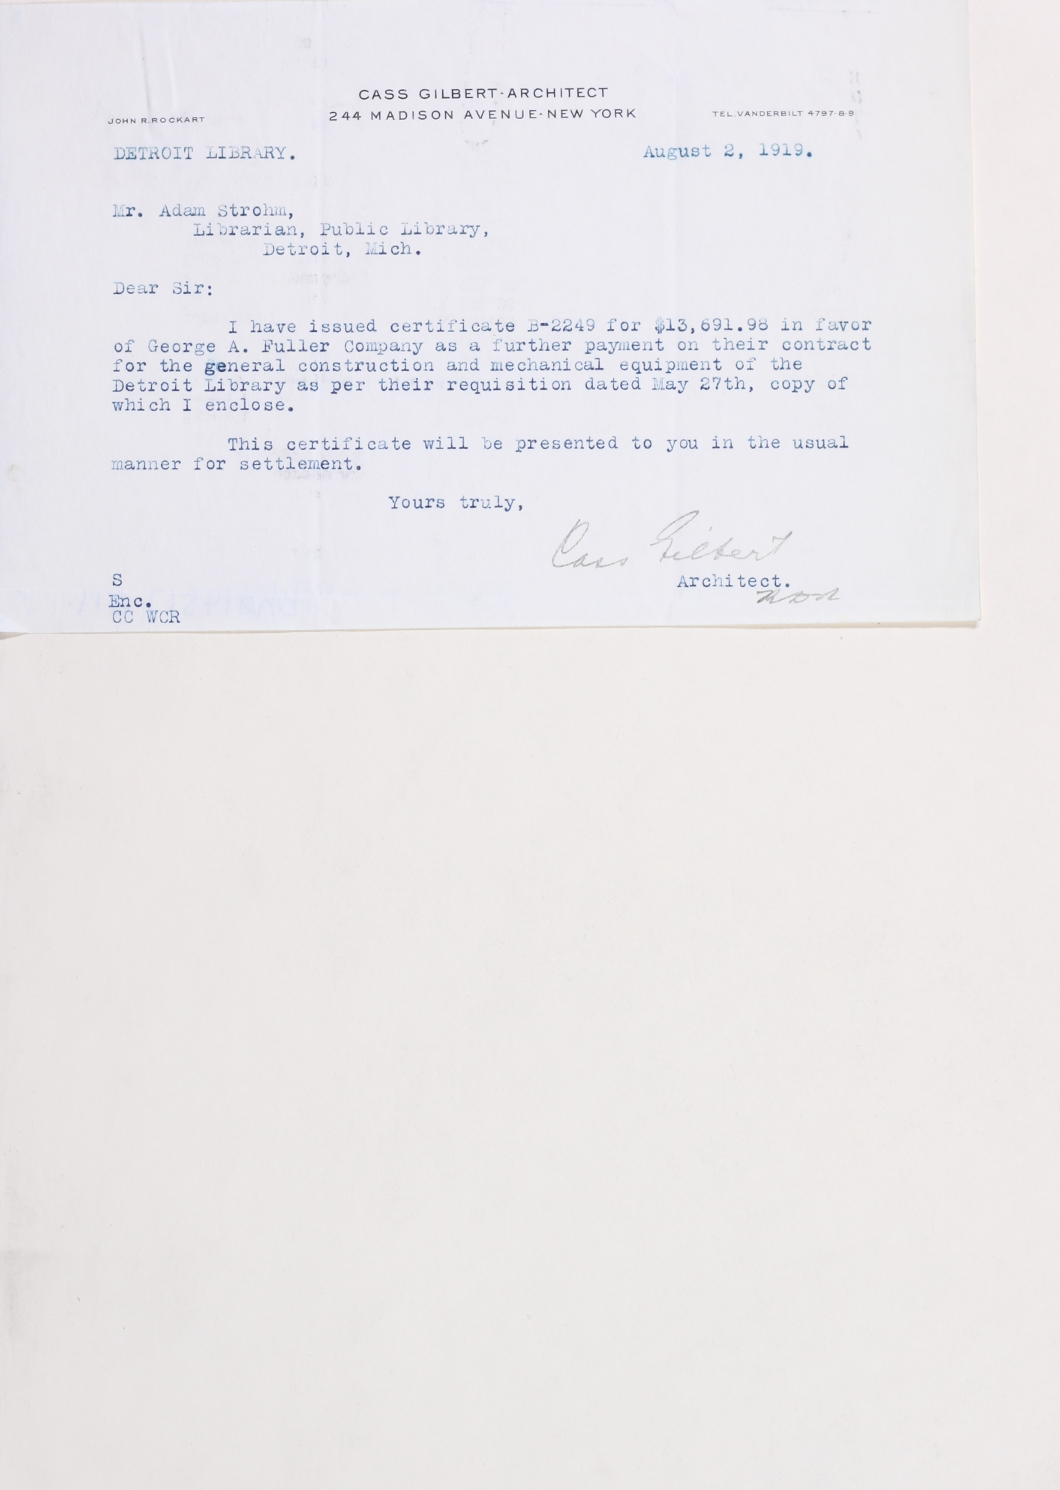 CASS GILBERT-ARCHITECT
244 MADISON AVENUE-NEW YORK
JOHN R. ROCKART
TEL. VANDERBILT 4797-8-9
DETROIT LIBRARY.
August 2, 1919.
Mr. Adam Strohm,
Librarian, Public Library,
Detroit, Mich.
Dear Sir:
I have issued certificate B-2249 for $13,691.98 in favor
of George A. Fuller Company as a further payment on their contract
for the general construction and mechanical equipment of the
Detroit Library as per their requisition dated May 27th, copy of
which I enclose.
This certificate will be presented to you in the usual
manner for settlement.
Yours truly,
Cass Gilbert
Architect.
S
Enc.
CC WCR